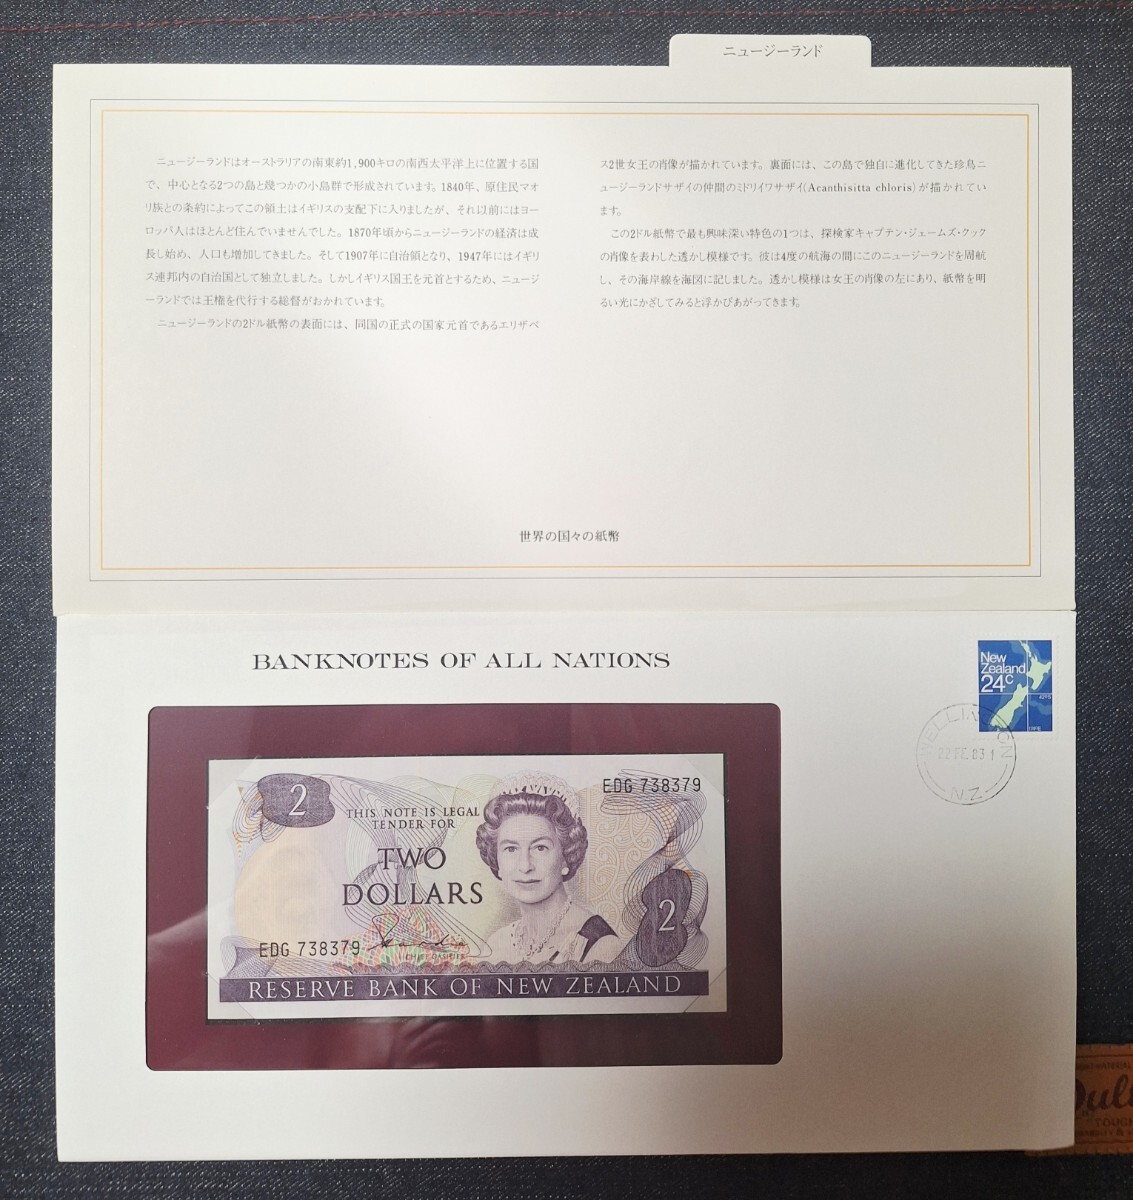 ニュージーランド
ニュージーランドはオーストラリアの南東約1,900キロの南西太平洋上に位置する国
で、中心となる2つの島と幾つかの小島群で形成されています。1840年、原住民マオ
リ族との条約によってこの領土はイギリスの支配下に入りましたが、それ以前にはヨー
ロッパ人はほとんど住んでいませんでした。1870年頃からニュージーランドの経済は成
長し始め、人口も増加してきました。そして1907年に自治領となり、1947年にはイギリ
ス連邦内の自治国として独立しました。しかしイギリス国王を元首とするため、ニュージ
ーランドでは王権を代行する総督がおかれています。
ニュージーランドの2ドル紙幣の表面には、同国の正式の国家元首であるエリザベ
ス2世女王の肖像が描かれています。裏面には、この島で独自に進化してきた珍鳥ニ
ュージーランドサザイの仲間のミドリイワサザイ(Acanthisitta chloris)が描かれてい
ます。
この2ドル紙幣で最も興味深い特色の1つは、探検家キャプテン・ジェームズ・クック
の肖像を表わした透かし模様です。彼は4度の航海の間にこのニュージーランドを周航
し、その海岸線を海図に記しました。透かし模様は女王の肖像の左にあり、紙幣を明
るい光にかざしてみると浮かびあがってきます。
世界の国々の紙幣
BANKNOTES OF ALL NATIONS
New
Zealand
24c
WELLINGTON
22 FE 83 1
N.Z.
2
EDG 738379
THIS NOTE IS LEGAL
TENDER FOR
TWO
DOLLARS
2
EDG 738379
RESERVE BANK OF NEW ZEALAND